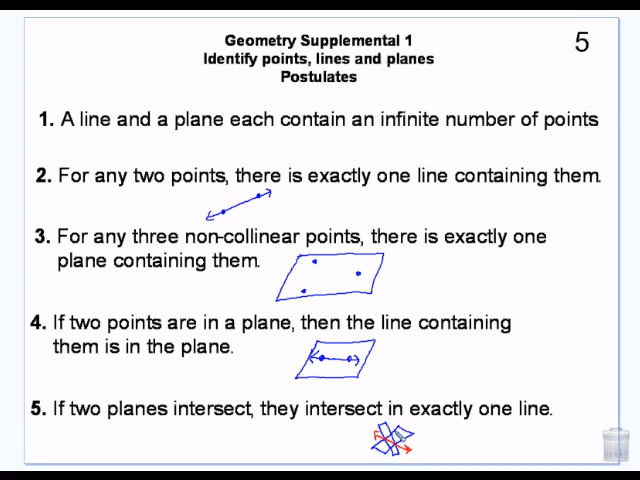 Geometry Supplemental 1
5
Identify points, lines and planes
Postulates
1. A line and a plane each contain an infinite number of points
2. For any two points, there is exactly one line containing them.
3. For any three non-collinear points, there is exactly one
plane containing them.
4. If two points are in a plane, then the line containing
them is in the plane.
5. If two planes intersect, they intersect in exactly one line.